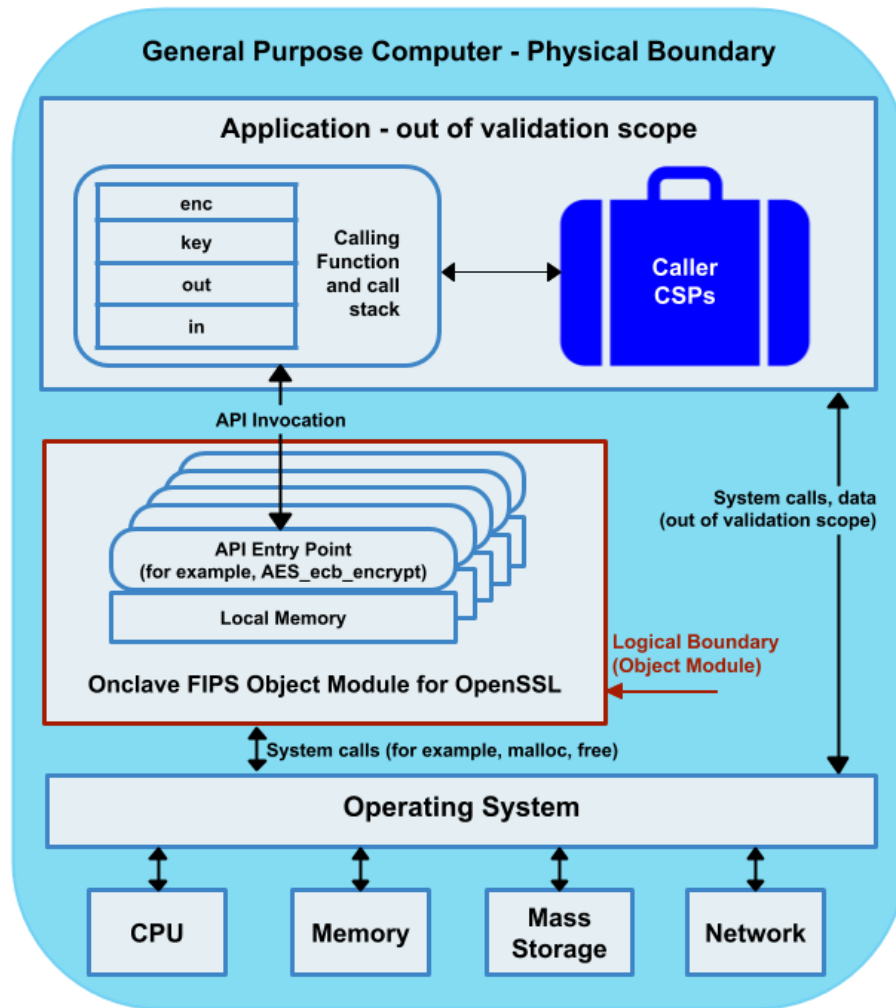 General Purpose Computer - Physical Boundary
Application - out of validation scope
enc
key
out
in
Calling
Function
and call
stack
Caller
CSPs
API Invocation
System calls, data
(out of validation scope)
API Entry Point
(for example, AES_ecb_encrypt)
Local Memory
Logical Boundary
(Object Module)
Onclave FIPS Object Module for OpenSSL
System calls (for example, malloc, free)
Operating System
CPU
Memory
Mass
Storage
Network